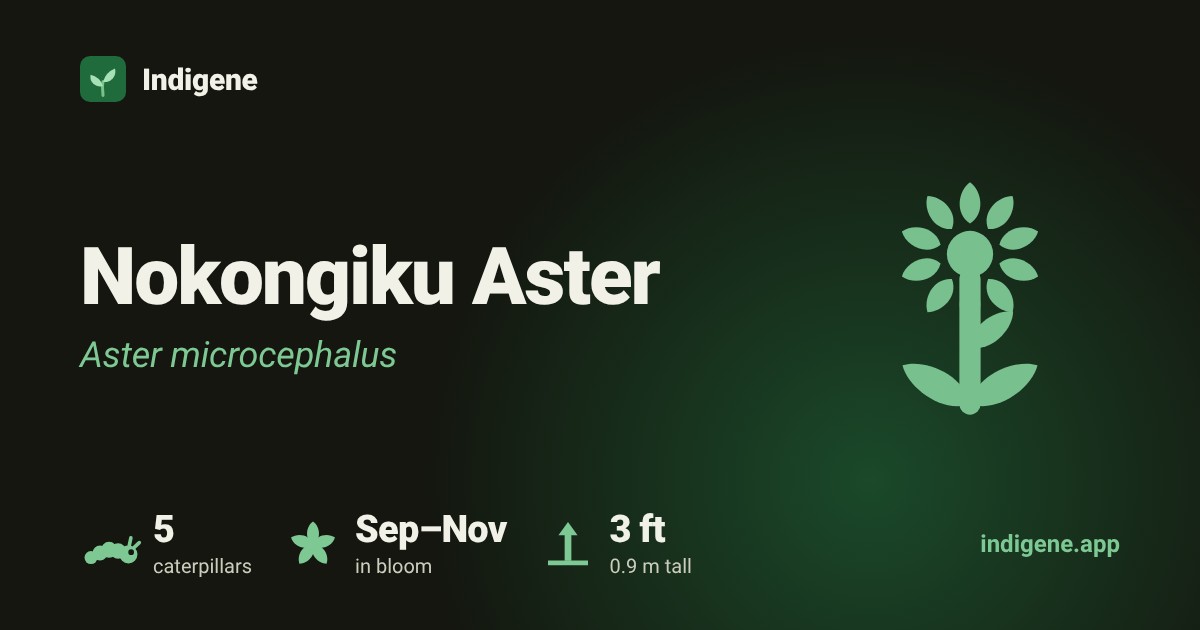 Indigene
Nokongiku Aster
Aster microcephalus
5
caterpillars
Sep–Nov
in bloom
3 ft
0.9 m tall
indigene.app